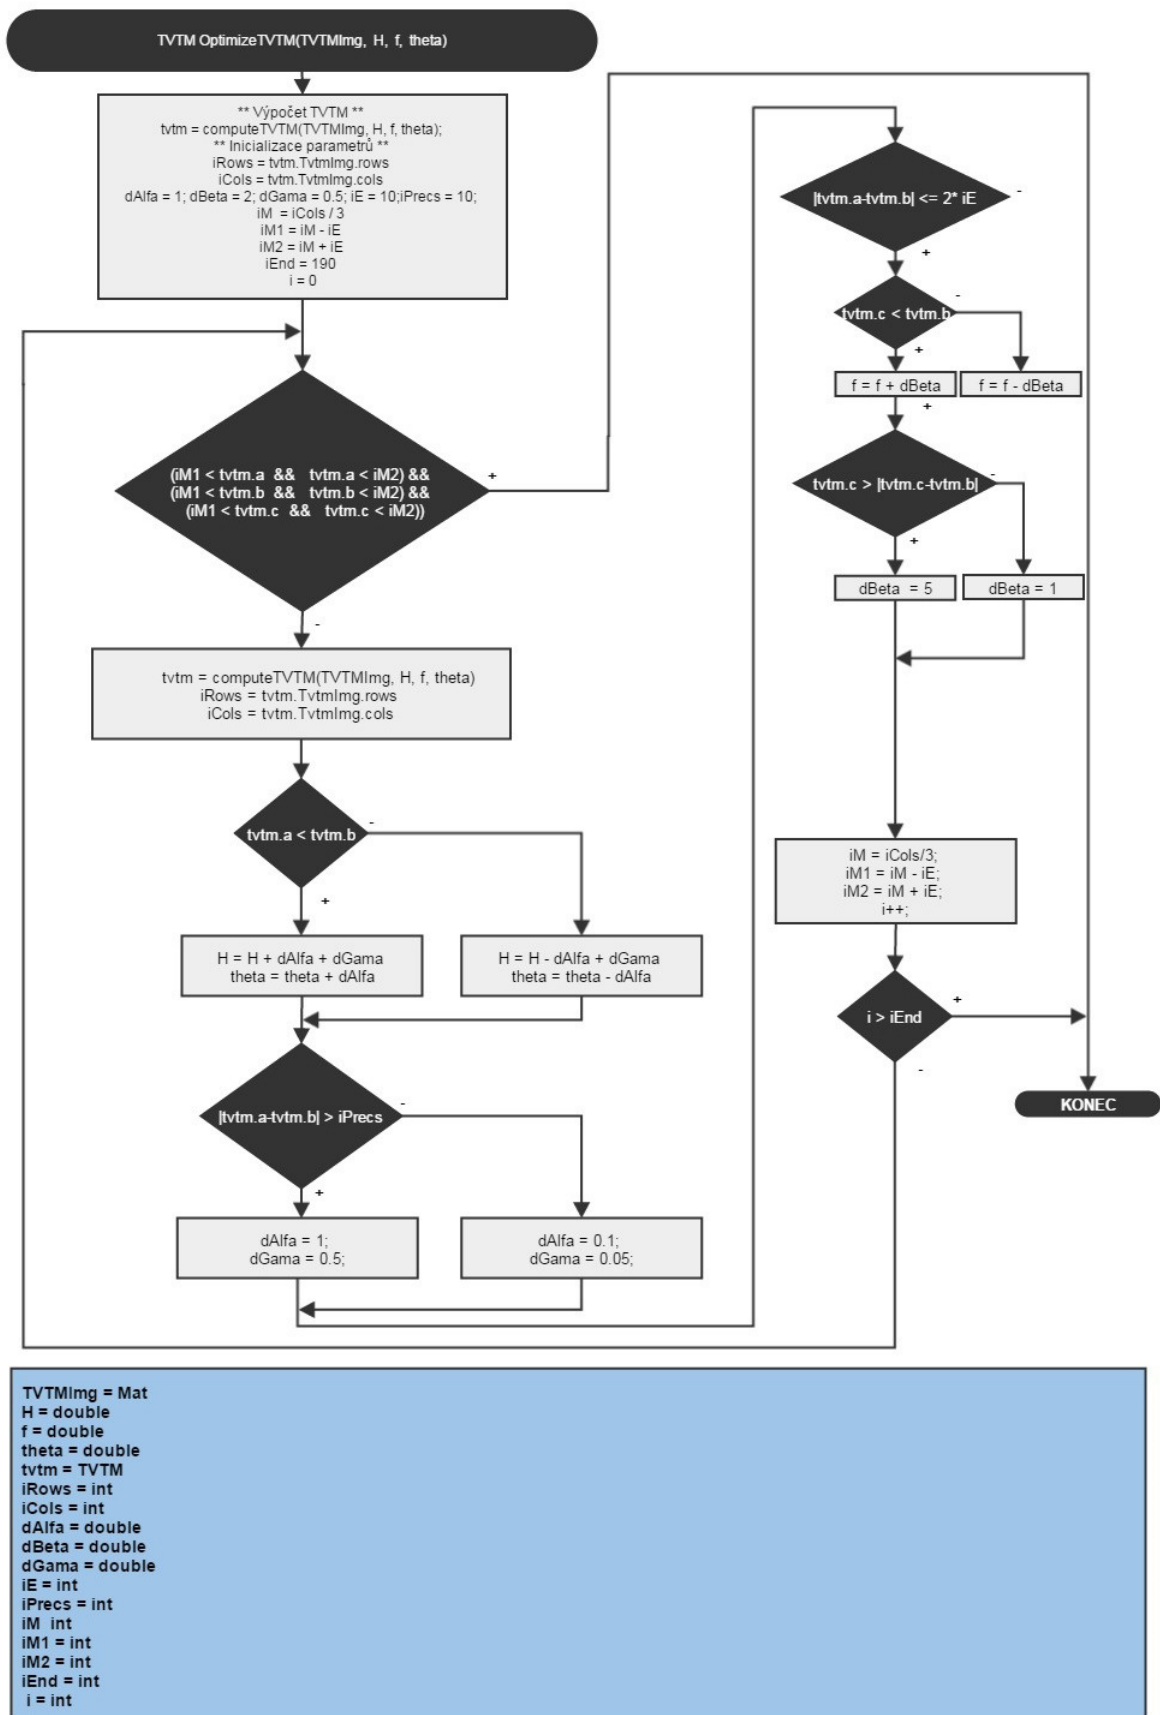 TVTM OptimizeTVTM(TVTMImg, H, f, theta)
** Výpočet TVTM **
tvtm = computeTVTM(TVTMImg, H, f, theta);
** Inicializace parametrů **
iRows = tvtm.TvtmImg.rows
iCols = tvtm.TvtmImg.cols
dAlfa = 1; dBeta = 2; dGama = 0.5; iE = 10;iPrecs = 10;
iM = iCols / 3
iM1 = iM - iE
iM2 = iM + iE
iEnd = 190
i = 0
(iM1 < tvtm.a && tvtm.a < iM2) &&
(iM1 < tvtm.b && tvtm.b < iM2) &&
(iM1 < tvtm.c && tvtm.c < iM2))
+
-
tvtm = computeTVTM(TVTMImg, H, f, theta)
iRows = tvtm.TvtmImg.rows
iCols = tvtm.TvtmImg.cols
tvtm.a < tvtm.b
-
+
H = H + dAlfa + dGama
theta = theta + dAlfa
H = H - dAlfa + dGama
theta = theta - dAlfa
|tvtm.a-tvtm.b| > iPrecs
-
+
dAlfa = 1;
dGama = 0.5;
dAlfa = 0.1;
dGama = 0.05;
|tvtm.a-tvtm.b| <= 2* iE
-
+
tvtm.c < tvtm.b
-
+
f = f + dBeta
f = f - dBeta
+
tvtm.c > |tvtm.c-tvtm.b|
-
+
dBeta = 5
dBeta = 1
iM = iCols/3;
iM1 = iM - iE;
iM2 = iM + iE;
i++;
i > iEnd
+
-
KONEC
TVTMImg = Mat
H = double
f = double
theta = double
tvtm = TVTM
iRows = int
iCols = int
dAlfa = double
dBeta = double
dGama = double
iE = int
iPrecs = int
iM int
iM1 = int
iM2 = int
iEnd = int
i = int